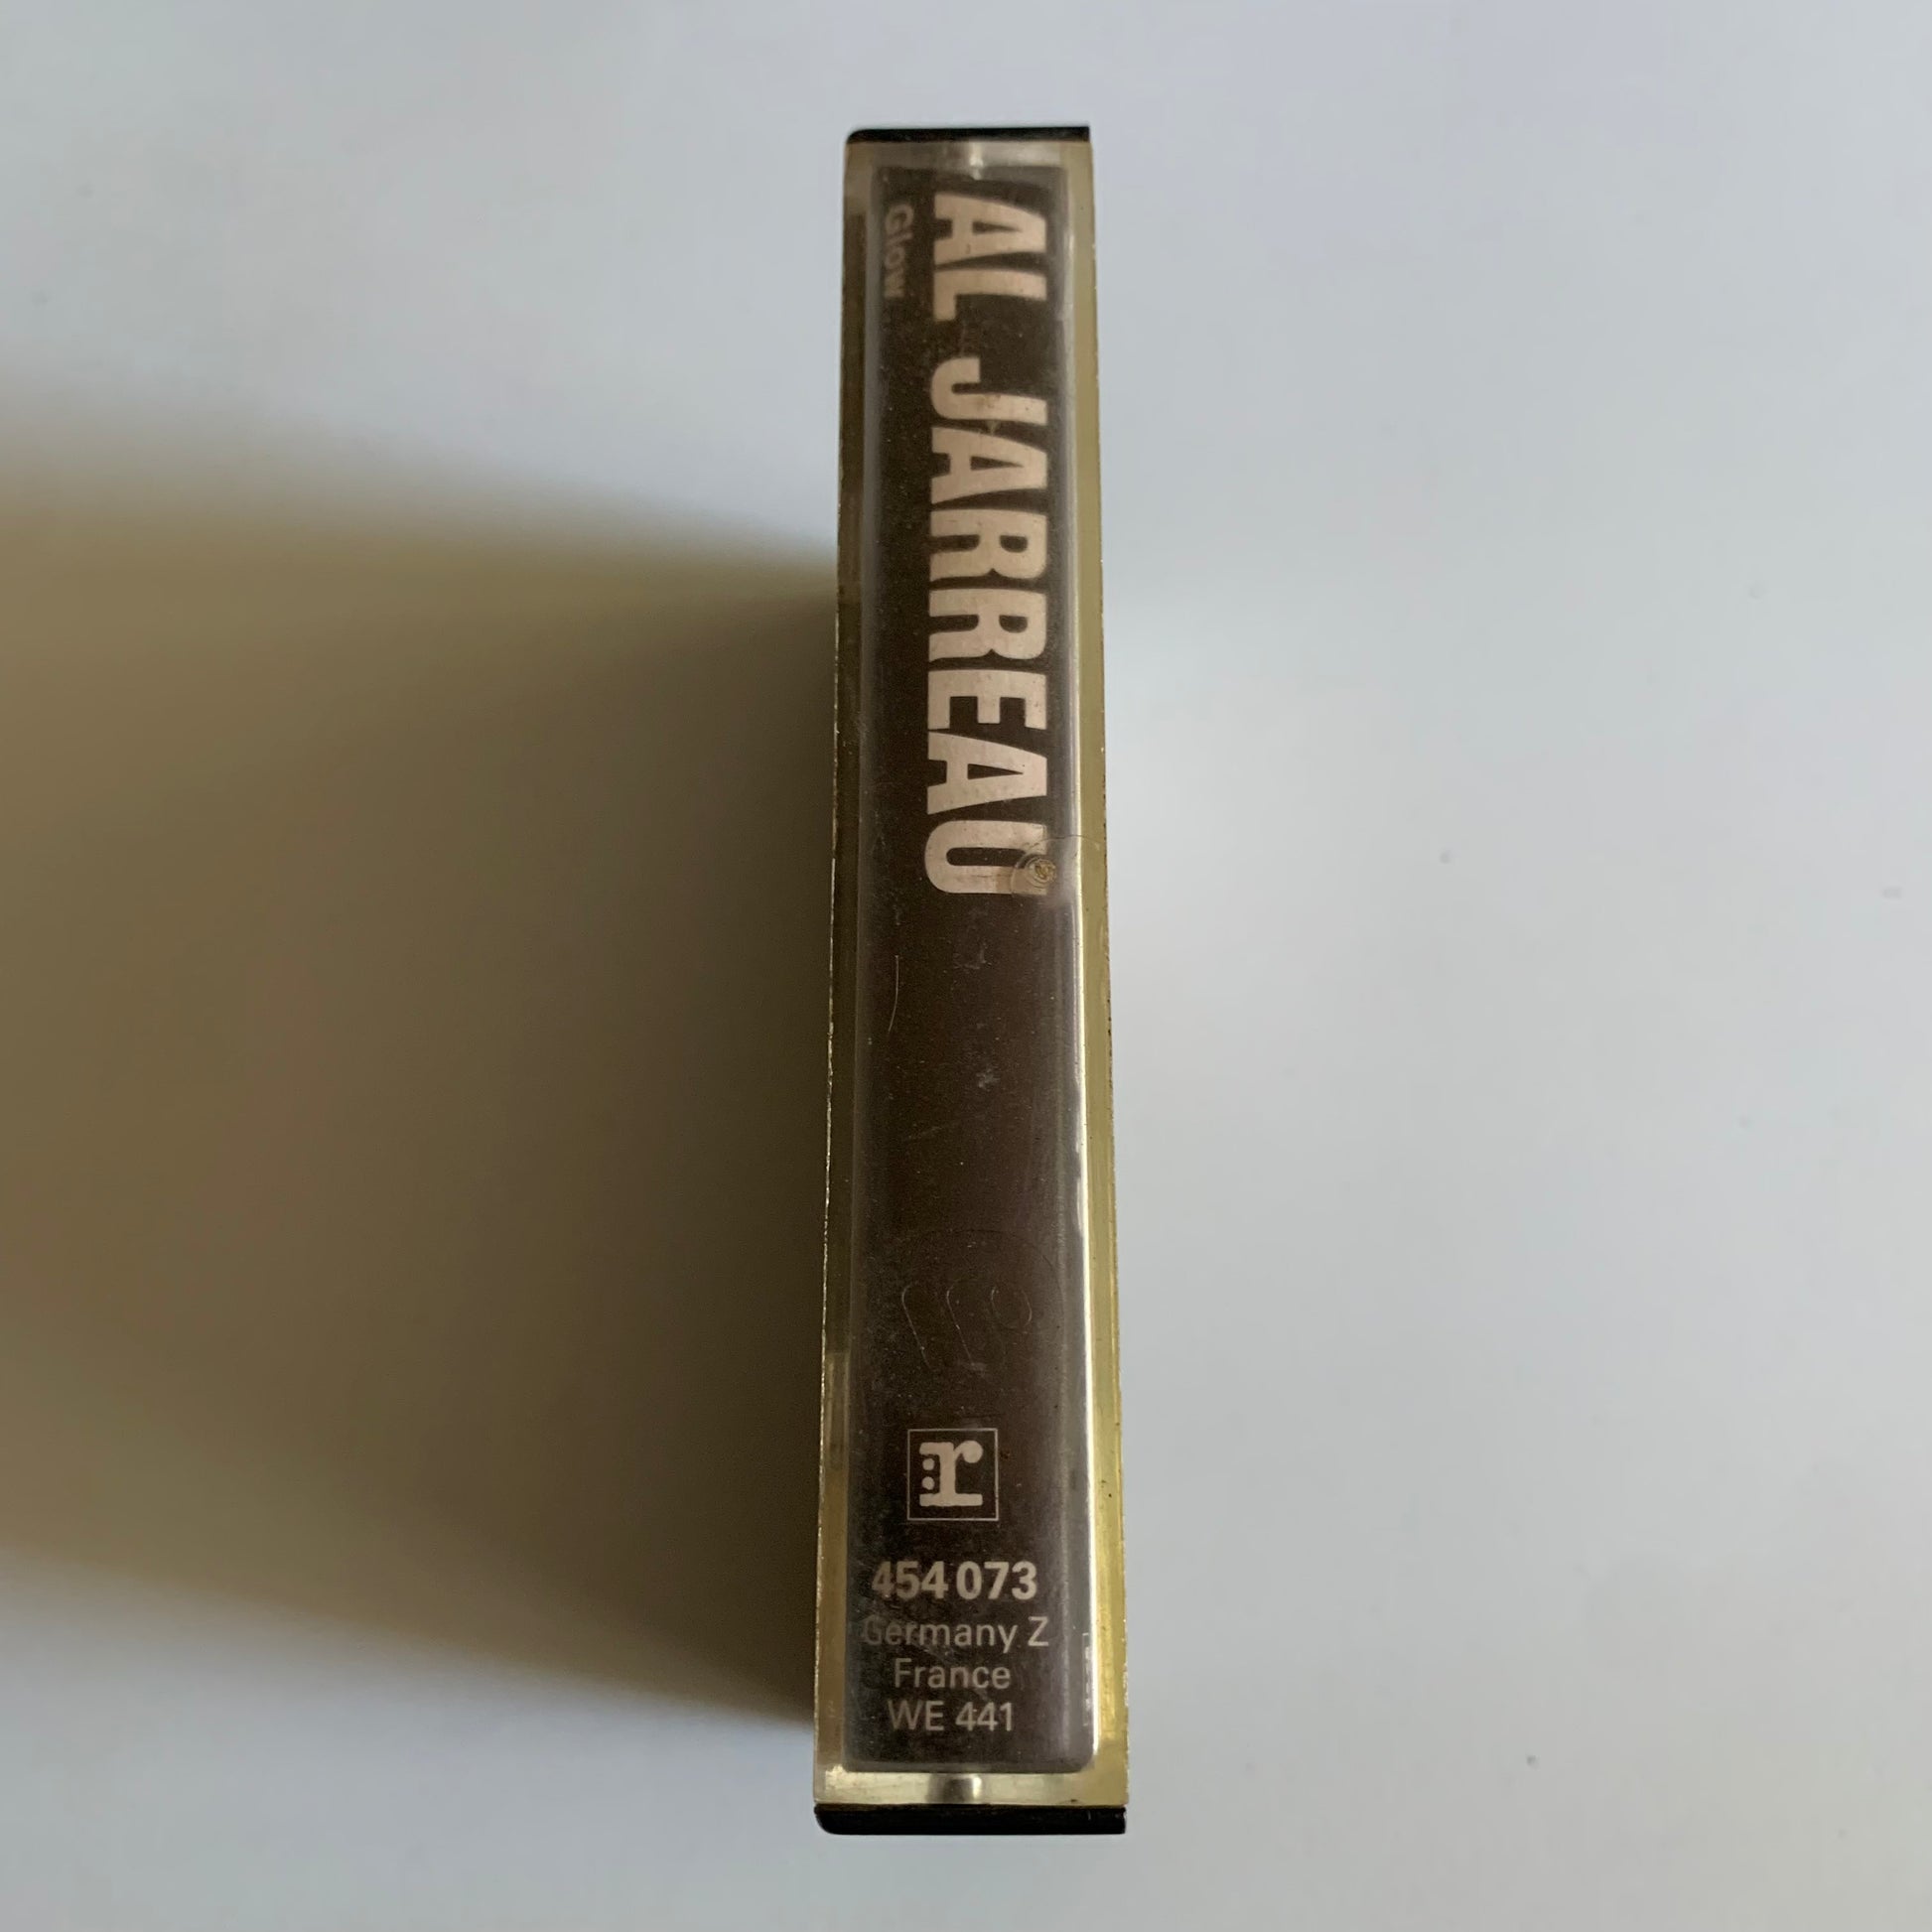 AL JARREAU
Glow
r
454 073
Germany Z
France
WE 441